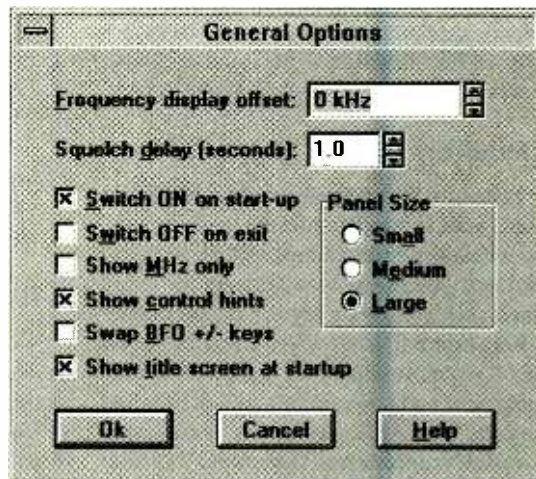 General Options
Frequency display offset: 0 kHz
Squelch delay (seconds): 1.0
Switch ON on start-up
Switch OFF on exit
Show MHz only
Show control hints
Swap BFO +/- keys
Show title screen at startup
Panel Size
Small
Medium
Large
Ok
Cancel
Help